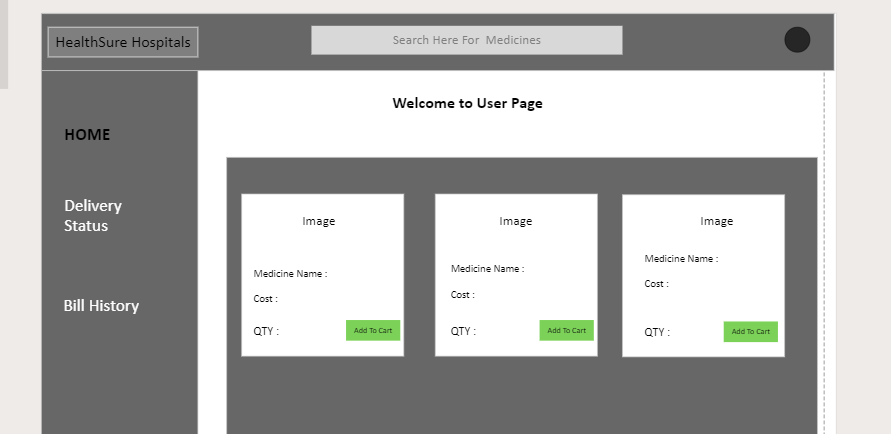 HealthSure Hospitals
Search Here For  Medicines
Welcome to User Page
HOME
Delivery
Status
Bill History
Image
Medicine Name :
Cost :
QTY :
Add To Cart
Image
Medicine Name :
Cost :
QTY :
Add To Cart
Image
Medicine Name :
Cost :
QTY :
Add To Cart